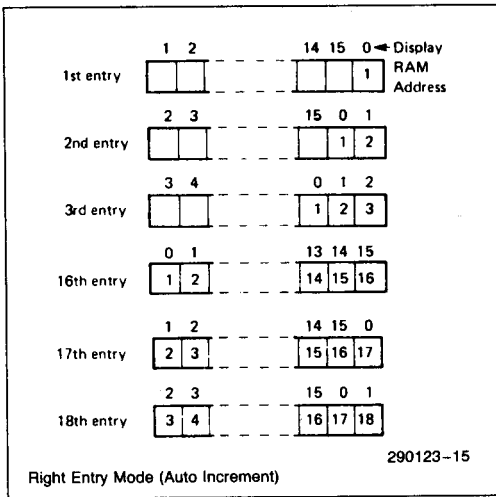 1 2 14 15 0 Display
1st entry 1 RAM
Address
2 3 15 0 1
2nd entry 1 2
3 4 0 1 2
3rd entry 1 2 3
0 1 13 14 15
16th entry 1 2 14 15 16
1 2 14 15 0
17th entry 2 3 15 16 17
2 3 15 0 1
18th entry 3 4 16 17 18
290123-15
Right Entry Mode (Auto Increment)